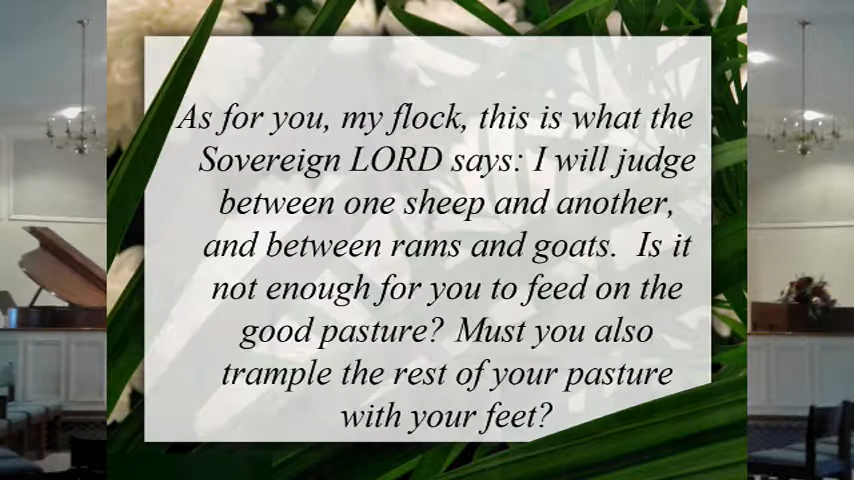 As for you, my flock, this is what the
Sovereign LORD says: I will judge
between one sheep and another,
and between rams and goats.  Is it
not enough for you to feed on the
good pasture?  Must you also
trample the rest of your pasture
with your feet?